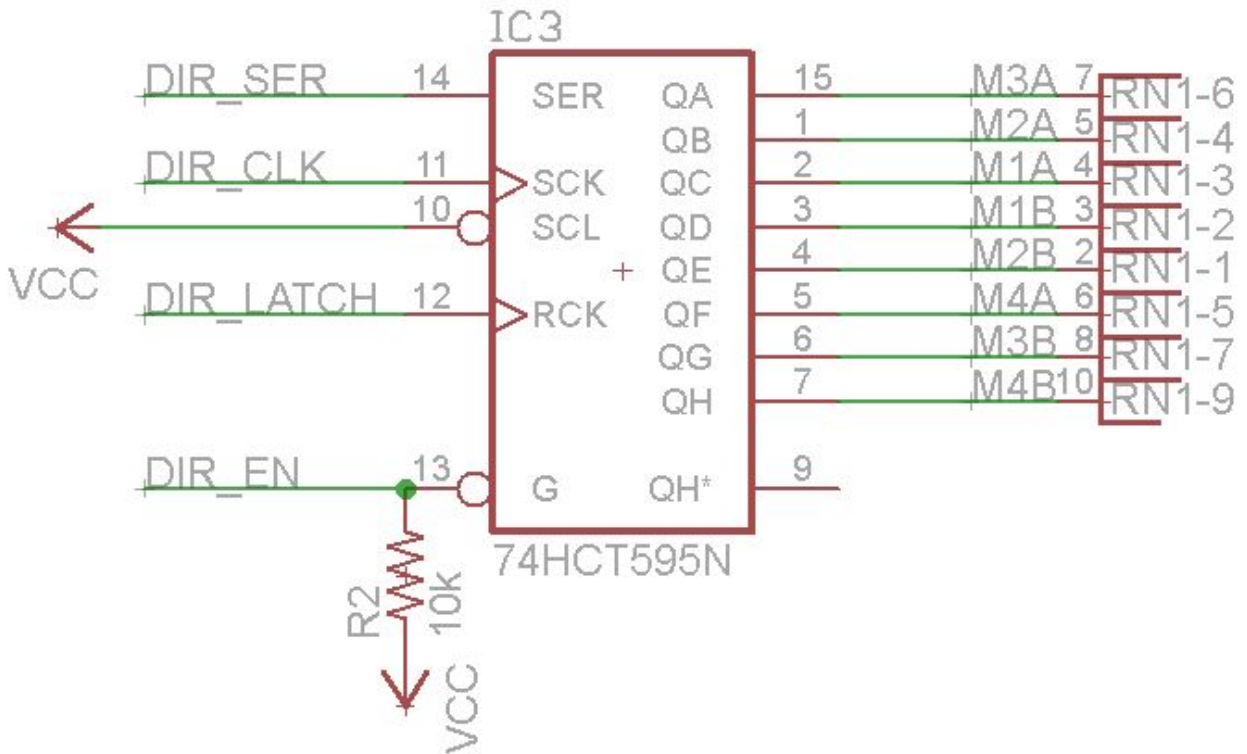 IC3
DIR_SER 14 SER QA 15 M3A 7 RN1-6
QB 1 M2A 5 RN1-4
DIR_CLK 11 SCK QC 2 M1A 4 RN1-3
10 SCL QD 3 M1B 3 RN1-2
VCC QE 4 M2B 2 RN1-1
DIR_LATCH 12 RCK QF 5 M4A 6 RN1-5
QG 6 M3B 8 RN1-7
QH 7 M4B 10 RN1-9
DIR_EN 13 G QH* 9
74HCT595N
R2 10k
VCC